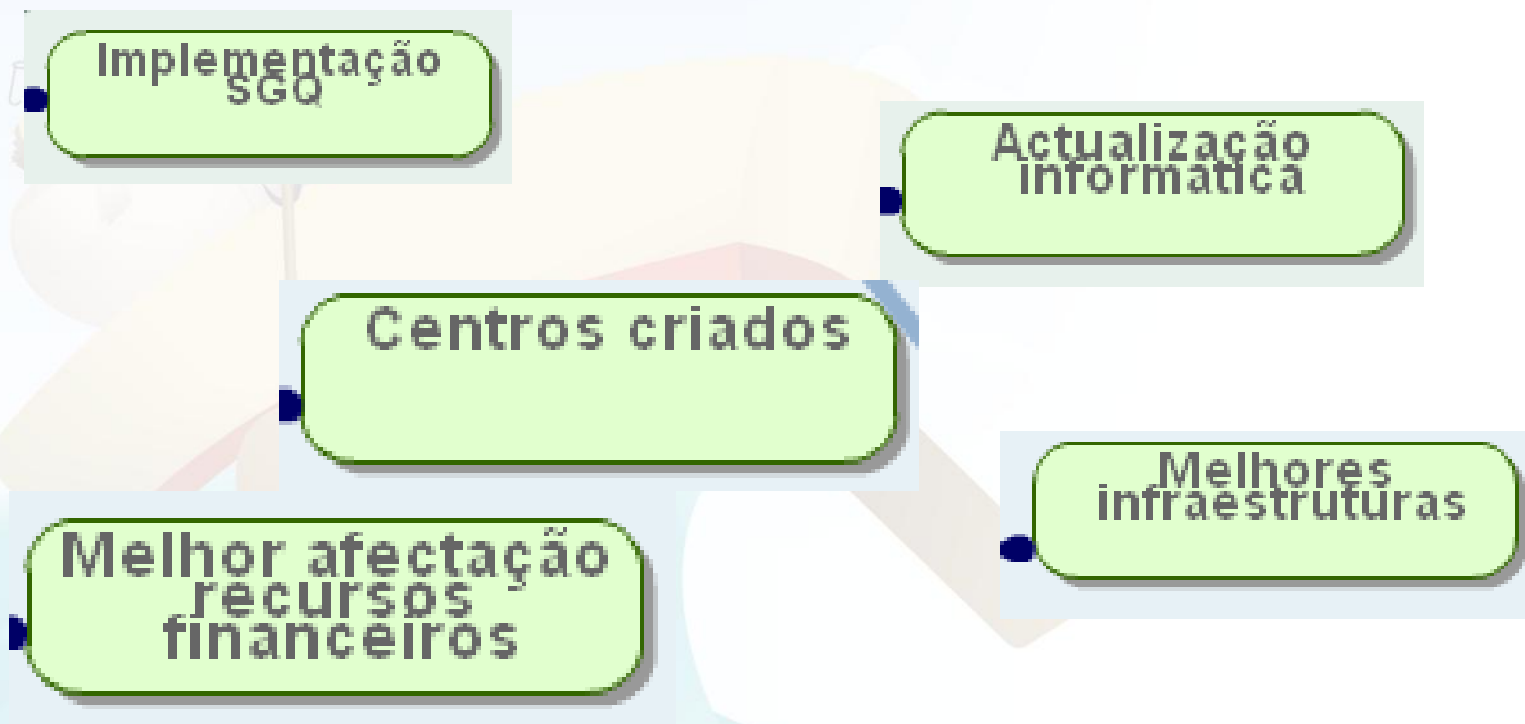 Implementação
SGQ
Actualização
informática
Centros criados
Melhores
infraestruturas
Melhor afectação
recursos
financeiros